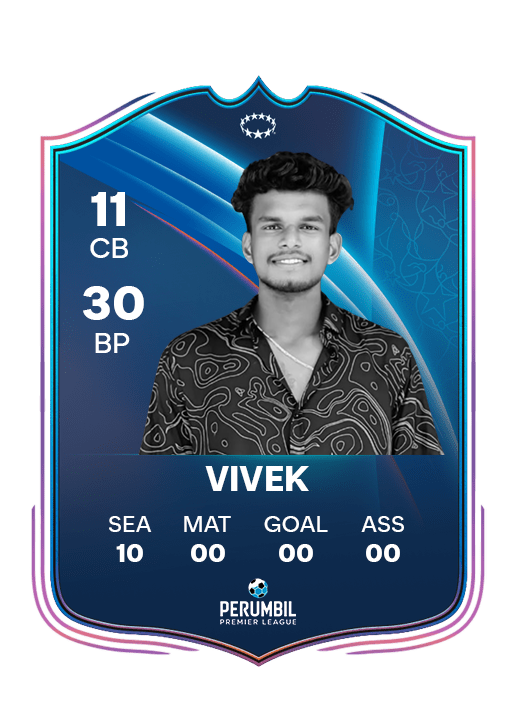 11
CB
30
BP
VIVEK
SEA MAT GOAL ASS
10 00 00 00
PERUMBIL
PREMIER LEAGUE